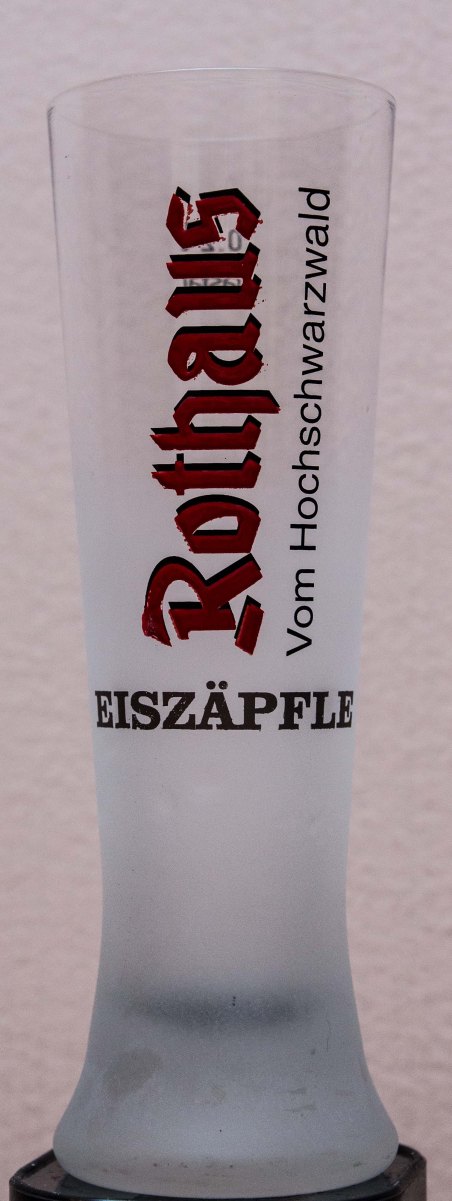 Rothaus
Vom Hochschwarzwald
EISZÄPFLE